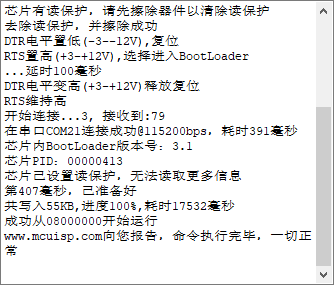 芯片有读保护，请先擦除器件以清除读保护
去除读保护，并擦除成功
DTR电平置低(-3--12V),复位
RTS置高(+3-+12V),选择进入BootLoader
...延时100毫秒
DTR电平变高(+3-+12V)释放复位
RTS维持高
开始连接...3, 接收到:79
在串口COM21连接成功@115200bps，耗时391毫秒
芯片内BootLoader版本号：3.1
芯片PID：00000413
芯片已设置读保护，无法读取更多信息
第407毫秒，已准备好
共写入55KB,进度100%,耗时17532毫秒
成功从08000000开始运行
www.mcuisp.com向您报告，命令执行完毕，一切正
常